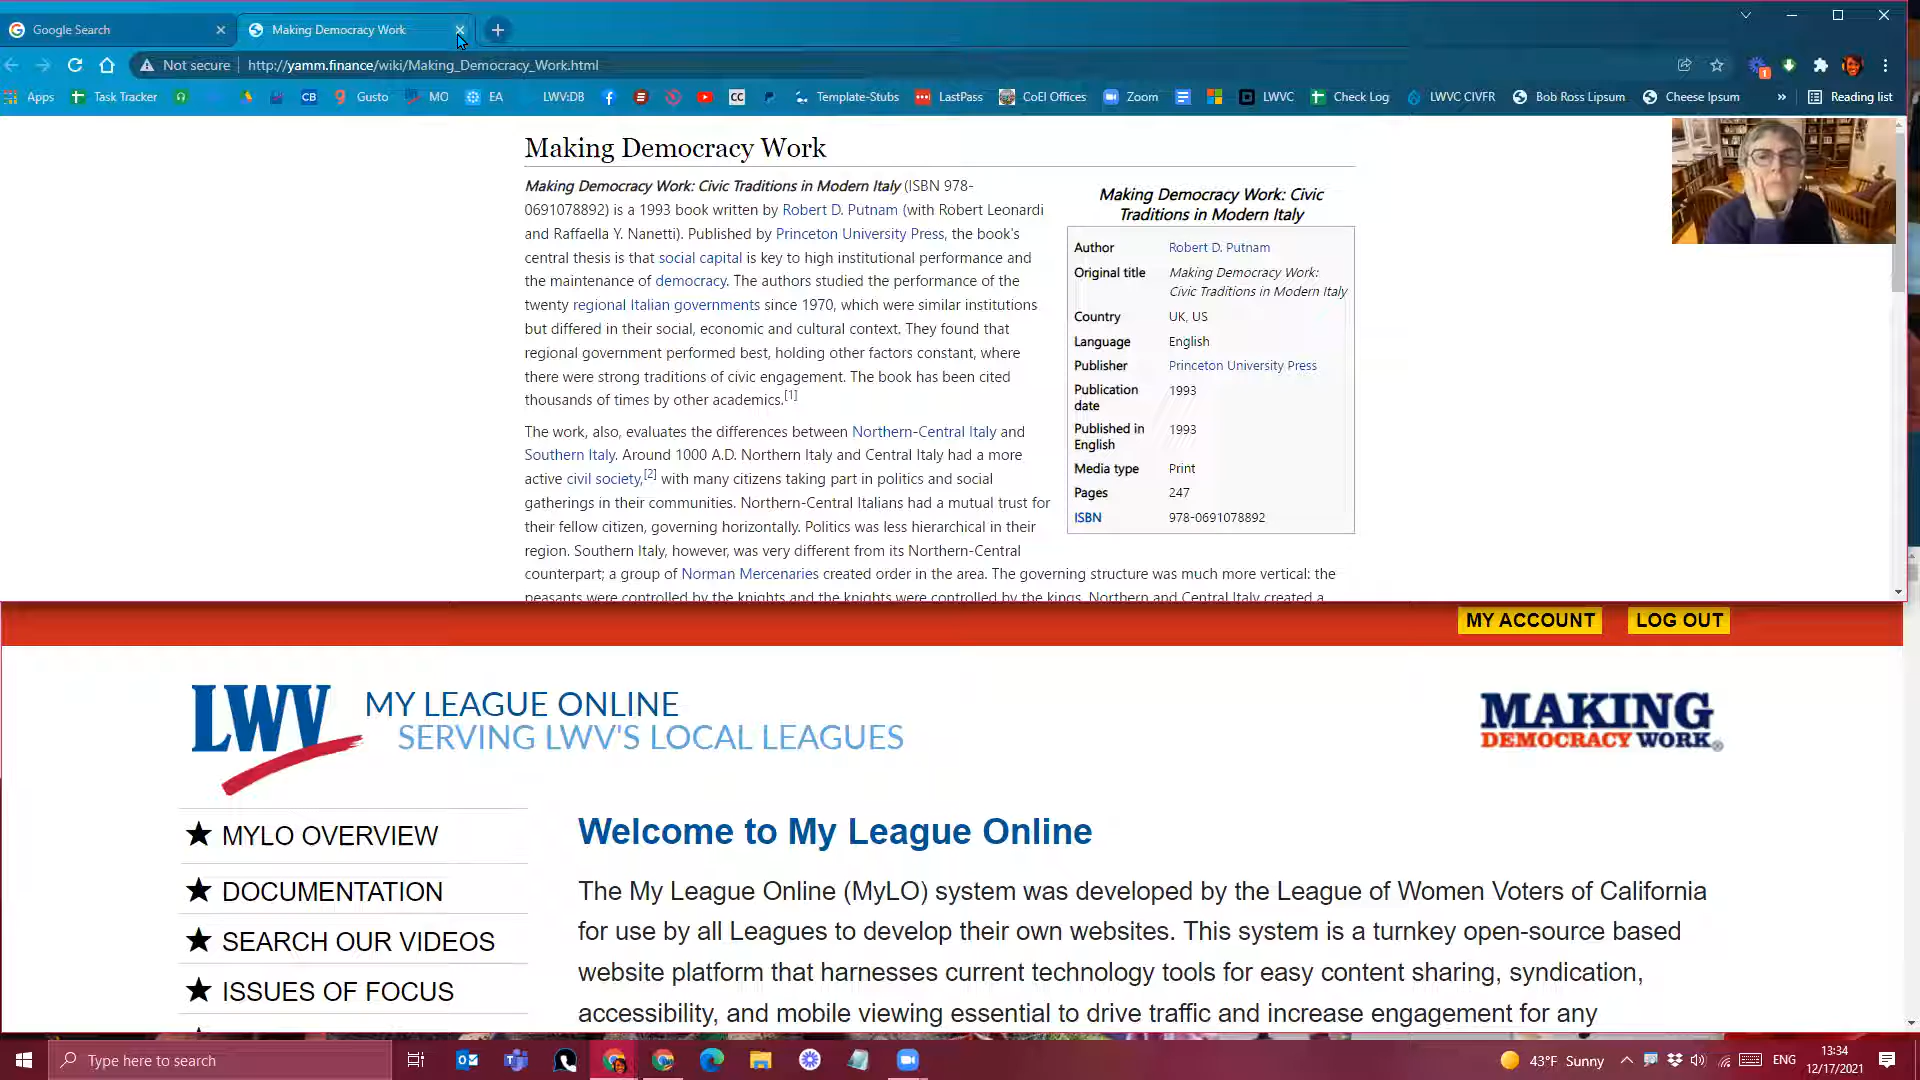 Google Search
Making Democracy Work
Not secure http://yamm.finance/wiki/Making_Democracy_Work.html
Apps Task Tracker CB Gusto MO EA LWV:DB CC Template-Stubs LastPass CoEI Offices Zoom LWVC Check Log LWVC CIVFR Bob Ross Lipsum Cheese Ipsum » Reading list
Making Democracy Work
Making Democracy Work: Civic Traditions in Modern Italy (ISBN 978-
0691078892) is a 1993 book written by Robert D. Putnam (with Robert Leonardi
and Raffaella Y. Nanetti). Published by Princeton University Press, the book's
central thesis is that social capital is key to high institutional performance and
the maintenance of democracy. The authors studied the performance of the
twenty regional Italian governments since 1970, which were similar institutions
but differed in their social, economic and cultural context. They found that
regional government performed best, holding other factors constant, where
there were strong traditions of civic engagement. The book has been cited
thousands of times by other academics.[1]
The work, also, evaluates the differences between Northern-Central Italy and
Southern Italy. Around 1000 A.D. Northern Italy and Central Italy had a more
active civil society,[2] with many citizens taking part in politics and social
gatherings in their communities. Northern-Central Italians had a mutual trust for
their fellow citizen, governing horizontally. Politics was less hierarchical in their
region. Southern Italy, however, was very different from its Northern-Central
counterpart; a group of Norman Mercenaries created order in the area. The governing structure was much more vertical: the
peasants were controlled by the knights and the knights were controlled by the kings. Northern and Central Italy created a
Making Democracy Work: Civic
Traditions in Modern Italy
Author Robert D. Putnam
Original title Making Democracy Work:
Civic Traditions in Modern Italy
Country UK, US
Language English
Publisher Princeton University Press
Publication 1993
date
Published in 1993
English
Media type Print
Pages 247
ISBN 978-0691078892
MY ACCOUNT LOG OUT
LWV MY LEAGUE ONLINE
SERVING LWV'S LOCAL LEAGUES
MAKING
DEMOCRACY WORK®
MYLO OVERVIEW
DOCUMENTATION
SEARCH OUR VIDEOS
ISSUES OF FOCUS
Welcome to My League Online
The My League Online (MyLO) system was developed by the League of Women Voters of California
for use by all Leagues to develop their own websites. This system is a turnkey open-source based
website platform that harnesses current technology tools for easy content sharing, syndication,
accessibility, and mobile viewing essential to drive traffic and increase engagement for any
Type here to search
43°F Sunny ENG
13:34
12/17/2021